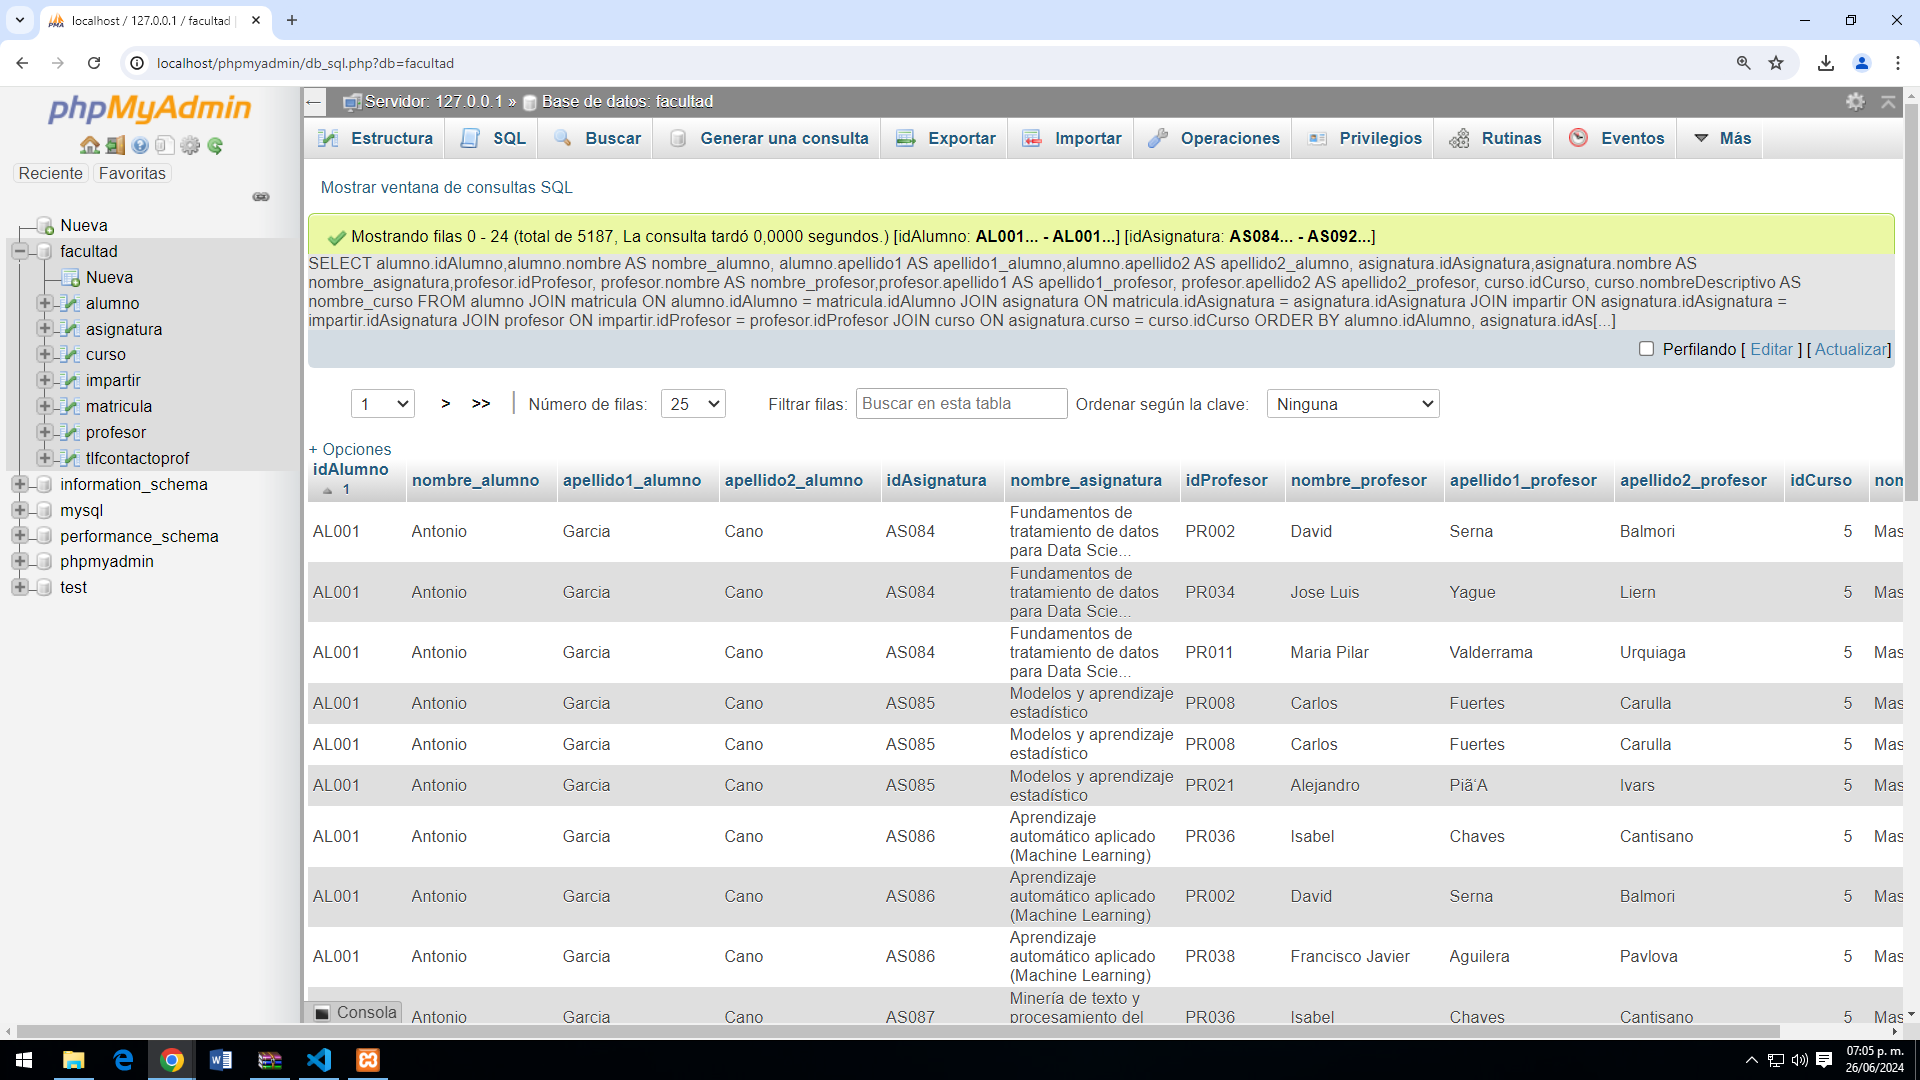 localhost / 127.0.0.1 / facultad
localhost/phpmyadmin/db_sql.php?db=facultad
phpMyAdmin
Reciente Favoritas
Nueva
facultad
Nueva
alumno
asignatura
curso
impartir
matricula
profesor
tlfcontactoprof
information_schema
mysql
performance_schema
phpmyadmin
test
Servidor: 127.0.0.1 » Base de datos: facultad
Estructura SQL Buscar Generar una consulta Exportar Importar Operaciones Privilegios Rutinas Eventos Más
Mostrar ventana de consultas SQL
Mostrando filas 0 - 24 (total de 5187, La consulta tardó 0,0000 segundos.) [idAlumno: AL001... - AL001...] [idAsignatura: AS084... - AS092...]
SELECT alumno.idAlumno,alumno.nombre AS nombre_alumno, alumno.apellido1 AS apellido1_alumno,alumno.apellido2 AS apellido2_alumno, asignatura.idAsignatura,asignatura.nombre AS
nombre_asignatura,profesor.idProfesor, profesor.nombre AS nombre_profesor,profesor.apellido1 AS apellido1_profesor, profesor.apellido2 AS apellido2_profesor, curso.idCurso, curso.nombreDescriptivo AS
nombre_curso FROM alumno JOIN matricula ON alumno.idAlumno = matricula.idAlumno JOIN asignatura ON matricula.idAsignatura = asignatura.idAsignatura JOIN impartir ON asignatura.idAsignatura =
impartir.idAsignatura JOIN profesor ON impartir.idProfesor = profesor.idProfesor JOIN curso ON asignatura.curso = curso.idCurso ORDER BY alumno.idAlumno, asignatura.idAs[...]
Perfilando [ Editar ] [ Actualizar]
1 > >> Número de filas: 25 Filtrar filas: Buscar en esta tabla Ordenar según la clave: Ninguna
+ Opciones
idAlumno 1 nombre_alumno apellido1_alumno apellido2_alumno idAsignatura nombre_asignatura idProfesor nombre_profesor apellido1_profesor apellido2_profesor idCurso nom
AL001 Antonio Garcia Cano AS084 Fundamentos de tratamiento de datos para Data Scie... PR002 David Serna Balmori 5 Mas
AL001 Antonio Garcia Cano AS084 Fundamentos de tratamiento de datos para Data Scie... PR034 Jose Luis Yague Liern 5 Mas
AL001 Antonio Garcia Cano AS084 Fundamentos de tratamiento de datos para Data Scie... PR011 Maria Pilar Valderrama Urquiaga 5 Mas
AL001 Antonio Garcia Cano AS085 Modelos y aprendizaje estadístico PR008 Carlos Fuertes Carulla 5 Mas
AL001 Antonio Garcia Cano AS085 Modelos y aprendizaje estadístico PR008 Carlos Fuertes Carulla 5 Mas
AL001 Antonio Garcia Cano AS085 Modelos y aprendizaje estadístico PR021 Alejandro Piã‘A Ivars 5 Mas
AL001 Antonio Garcia Cano AS086 Aprendizaje automático aplicado (Machine Learning) PR036 Isabel Chaves Cantisano 5 Mas
AL001 Antonio Garcia Cano AS086 Aprendizaje automático aplicado (Machine Learning) PR002 David Serna Balmori 5 Mas
AL001 Antonio Garcia Cano AS086 Aprendizaje automático aplicado (Machine Learning) PR038 Francisco Javier Aguilera Pavlova 5 Mas
Antonio Garcia Cano AS087 Minería de texto y procesamiento del PR036 Isabel Chaves Cantisano 5 Mas
Consola
07:05 p. m.
26/06/2024